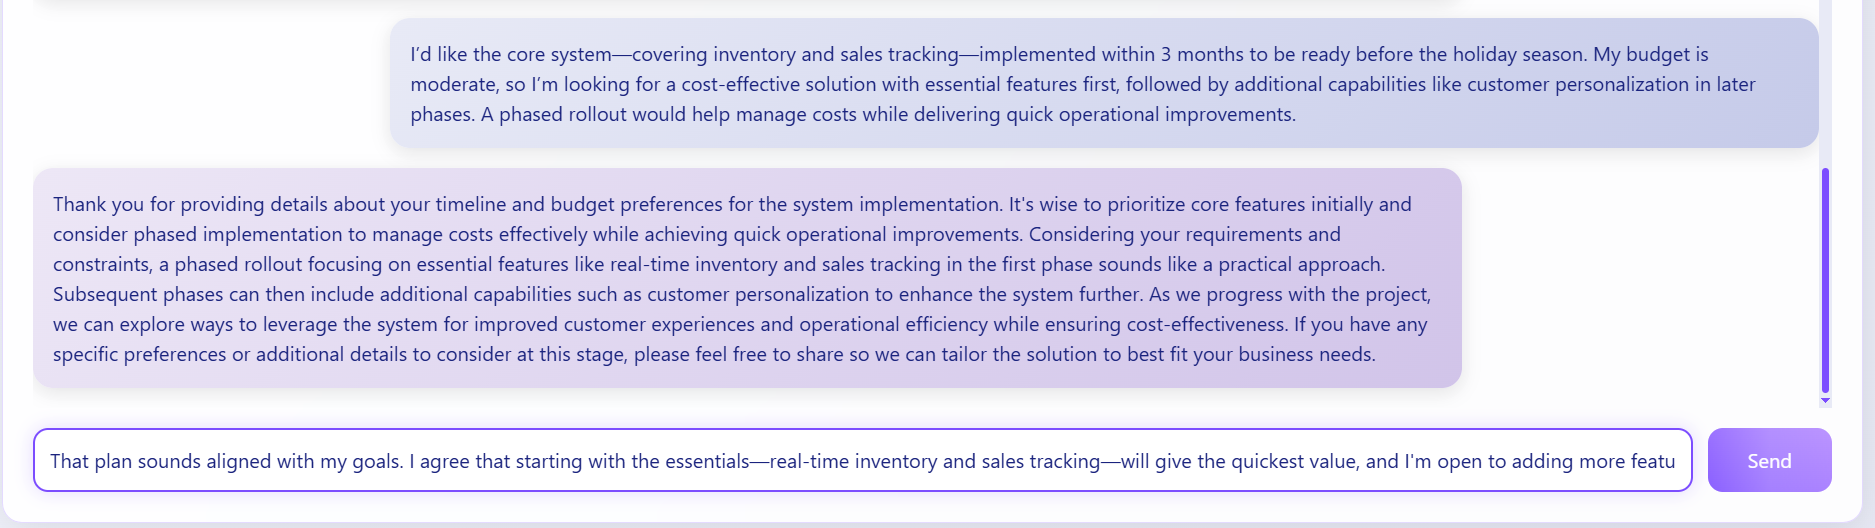 I’d like the core system—covering inventory and sales tracking—implemented within 3 months to be ready before the holiday season. My budget is
moderate, so I’m looking for a cost-effective solution with essential features first, followed by additional capabilities like customer personalization in later
phases. A phased rollout would help manage costs while delivering quick operational improvements.
Thank you for providing details about your timeline and budget preferences for the system implementation. It's wise to prioritize core features initially and
consider phased implementation to manage costs effectively while achieving quick operational improvements. Considering your requirements and
constraints, a phased rollout focusing on essential features like real-time inventory and sales tracking in the first phase sounds like a practical approach.
Subsequent phases can then include additional capabilities such as customer personalization to enhance the system further. As we progress with the project,
we can explore ways to leverage the system for improved customer experiences and operational efficiency while ensuring cost-effectiveness. If you have any
specific preferences or additional details to consider at this stage, please feel free to share so we can tailor the solution to best fit your business needs.
That plan sounds aligned with my goals. I agree that starting with the essentials—real-time inventory and sales tracking—will give the quickest value, and I'm open to adding more featu
Send